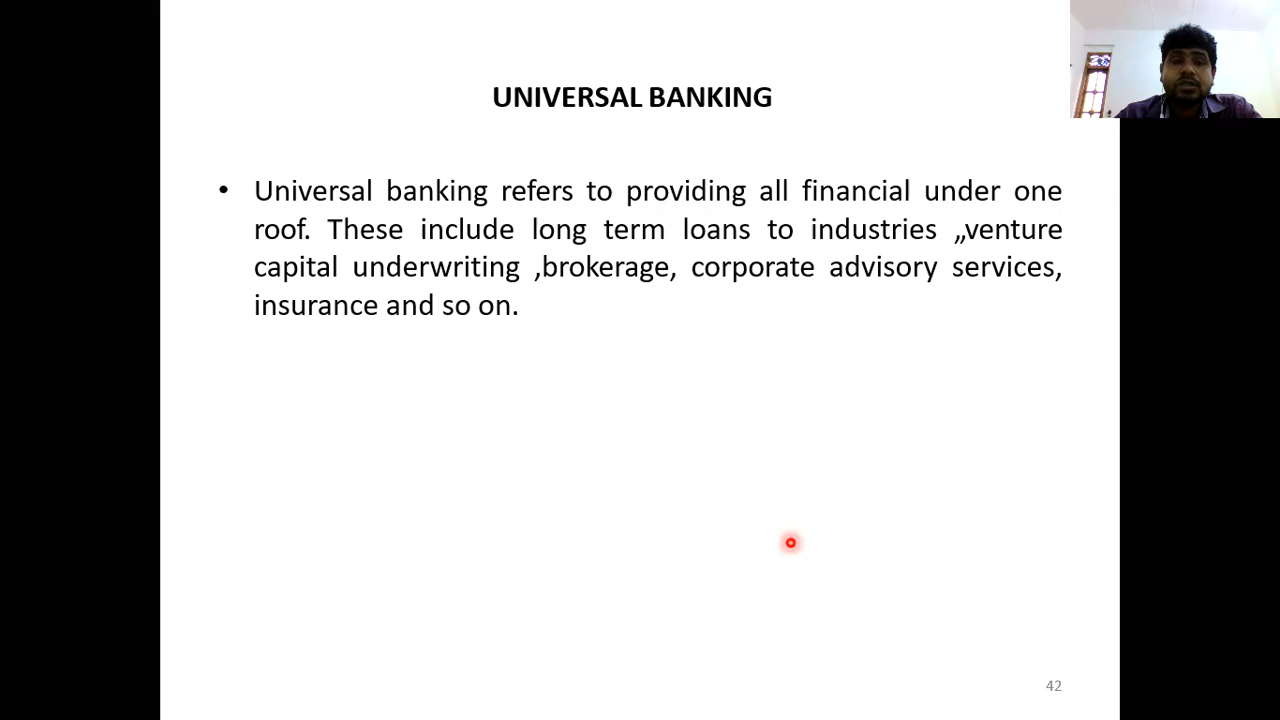 UNIVERSAL BANKING
• Universal banking refers to providing all financial under one
roof. These include long term loans to industries „venture
capital underwriting ,brokerage, corporate advisory services,
insurance and so on.
42